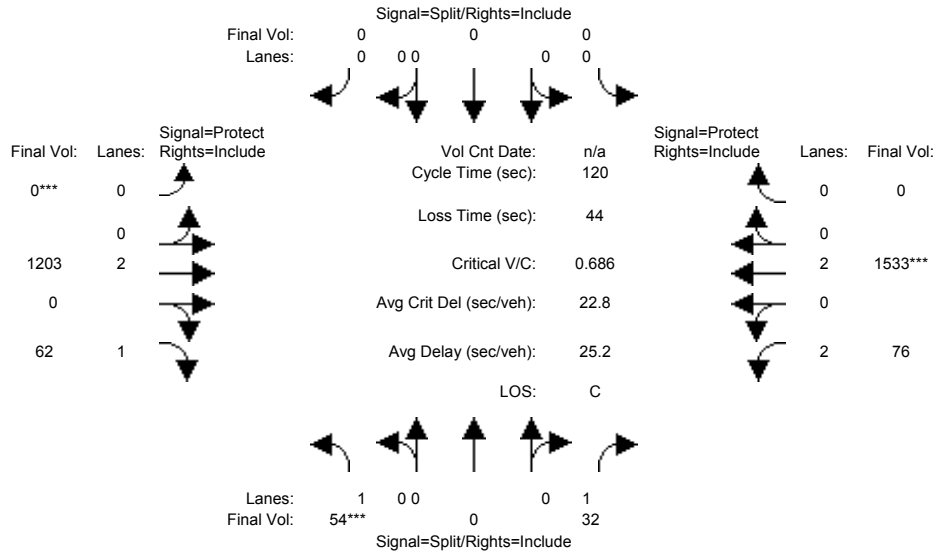 Signal=Split/Rights=Include
Final Vol: 0 0 0
Lanes: 0 0 0 0 0
Signal=Protect Signal=Protect
Final Vol: Lanes: Rights=Include Vol Cnt Date: n/a Rights=Include Lanes: Final Vol:
Cycle Time (sec): 120
0*** 0 0 0
Loss Time (sec): 44
0 0
1203 2 Critical V/C: 0.686 2 1533***
0 Avg Crit Del (sec/veh): 22.8 0
62 1 Avg Delay (sec/veh): 25.2 2 76
LOS: C
Lanes: 1 0 0 0 1
Final Vol: 54*** 0 32
Signal=Split/Rights=Include